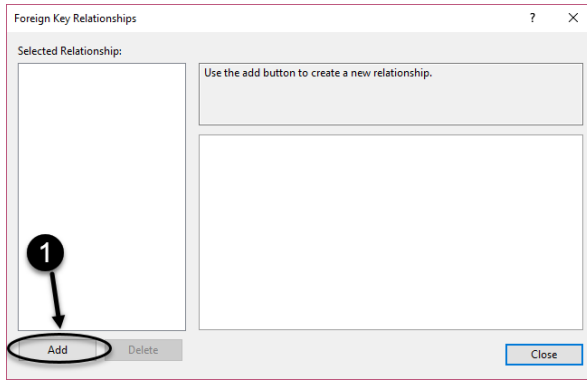 Foreign Key Relationships
? X
Selected Relationship:
Use the add button to create a new relationship.
1
Add
Delete
Close